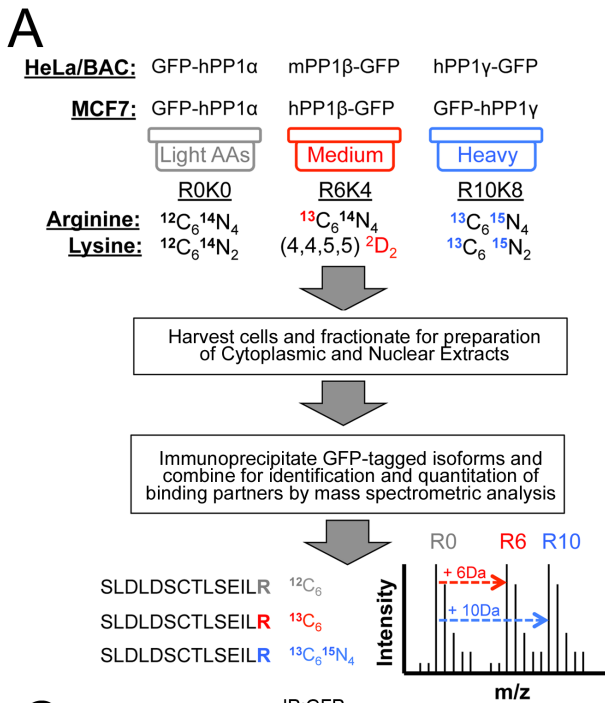 A
HeLa/BAC: GFP-hPP1α mPP1β-GFP hPP1γ-GFP
MCF7: GFP-hPP1α hPP1β-GFP GFP-hPP1γ
Light AAs Medium Heavy
R0K0 R6K4 R10K8
Arginine: ¹²C₆¹⁴N₄ ¹³C₆¹⁴N₄ ¹³C₆¹⁵N₄
Lysine: ¹²C₆¹⁴N₂ (4,4,5,5) ²D₂ ¹³C₆ ¹⁵N₂
Harvest cells and fractionate for preparation
of Cytoplasmic and Nuclear Extracts
Immunoprecipitate GFP-tagged isoforms and
combine for identification and quantitation of
binding partners by mass spectrometric analysis
R0 R6 R10
+ 6Da
+ 10Da
SLDLDSCTLSEILR ¹²C₆
SLDLDSCTLSEILR ¹³C₆
SLDLDSCTLSEILR ¹³C₆¹⁵N₄
Intensity
m/z